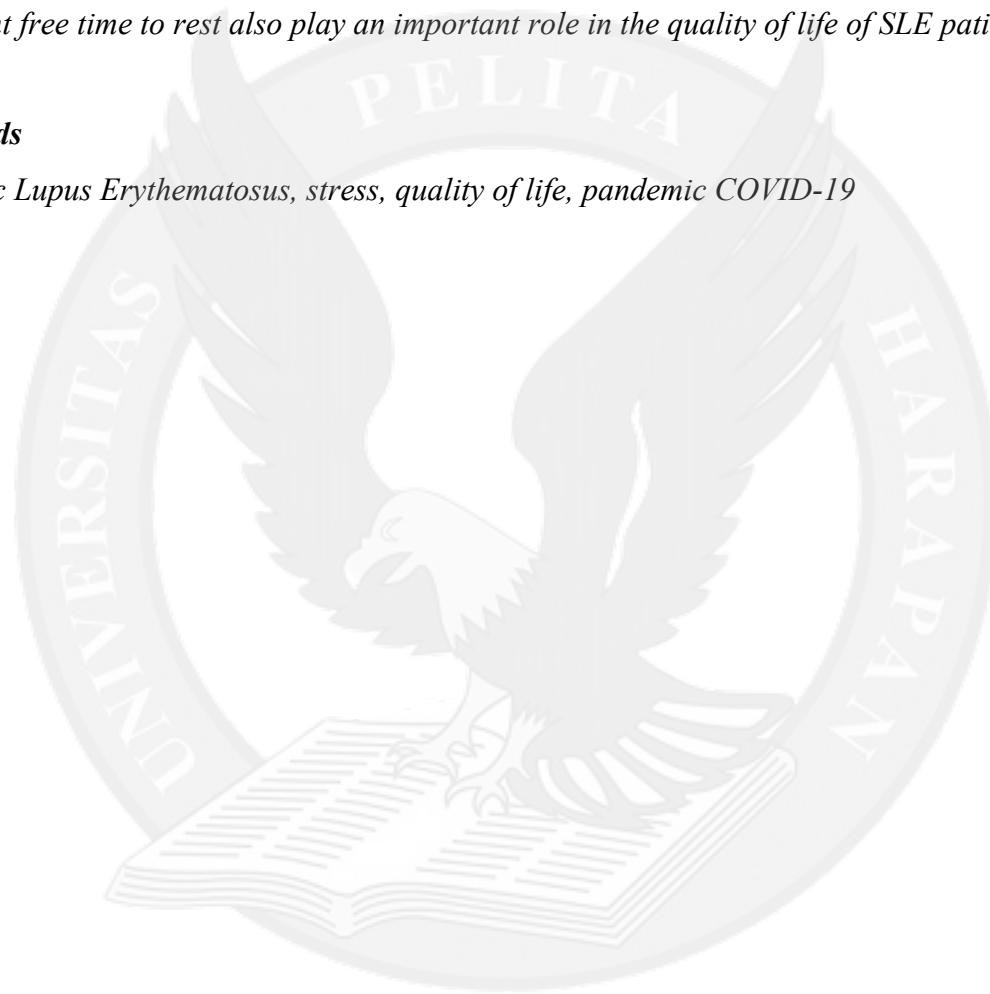 nt free time to rest also play an important role in the quality of life of SLE pati
ds
c Lupus Erythematosus, stress, quality of life, pandemic COVID-19
UNIVERSITAS PELITA HARAPAN